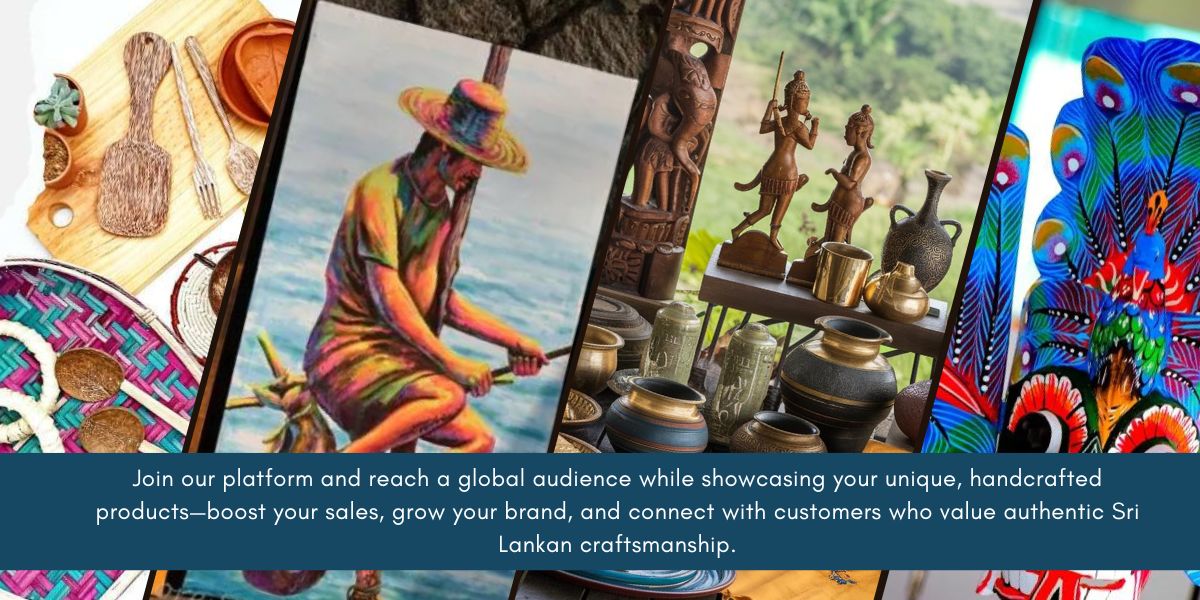 Join our platform and reach a global audience while showcasing your unique, handcrafted
products—boost your sales, grow your brand, and connect with customers who value authentic Sri
Lankan craftsmanship.